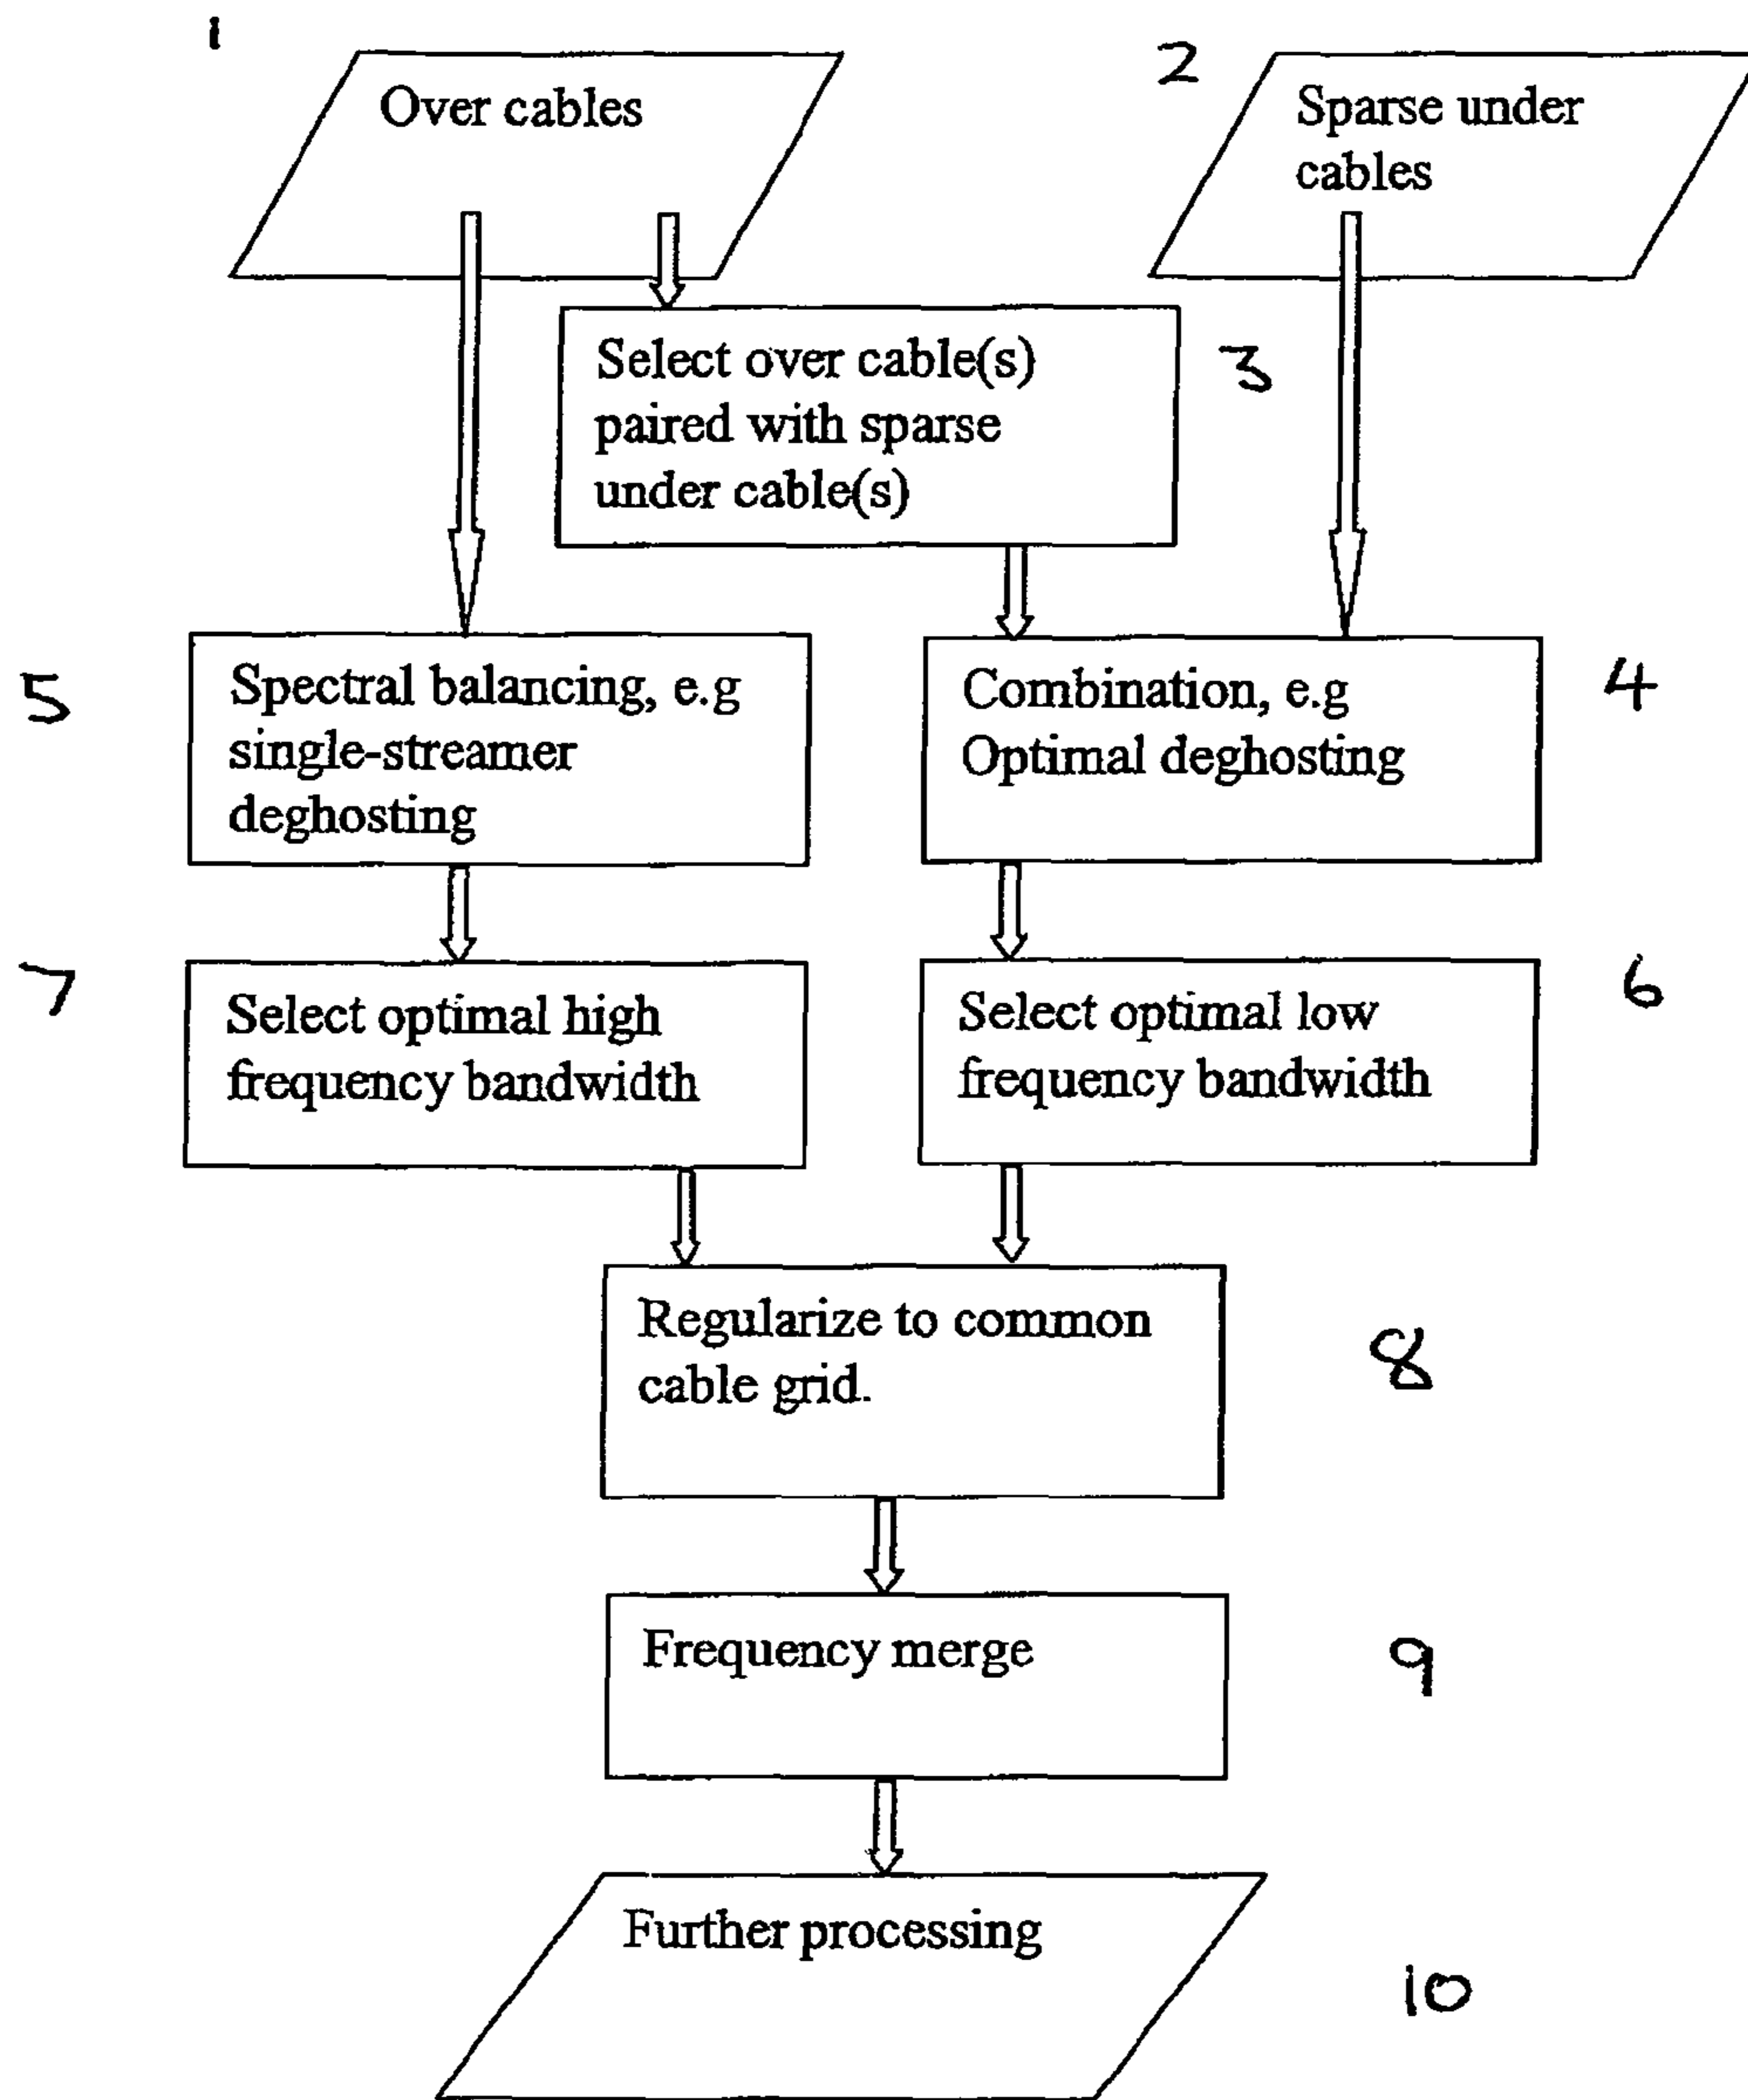 1
Over cables
2
Sparse under
cables
Select over cable(s)
paired with sparse
under cable(s)
3
5
Spectral balancing, e.g
single-streamer
deghosting
Combination, e.g
Optimal deghosting
4
7
Select optimal high
frequency bandwidth
Select optimal low
frequency bandwidth
6
Regularize to common
cable grid.
8
Frequency merge
9
Further processing
10